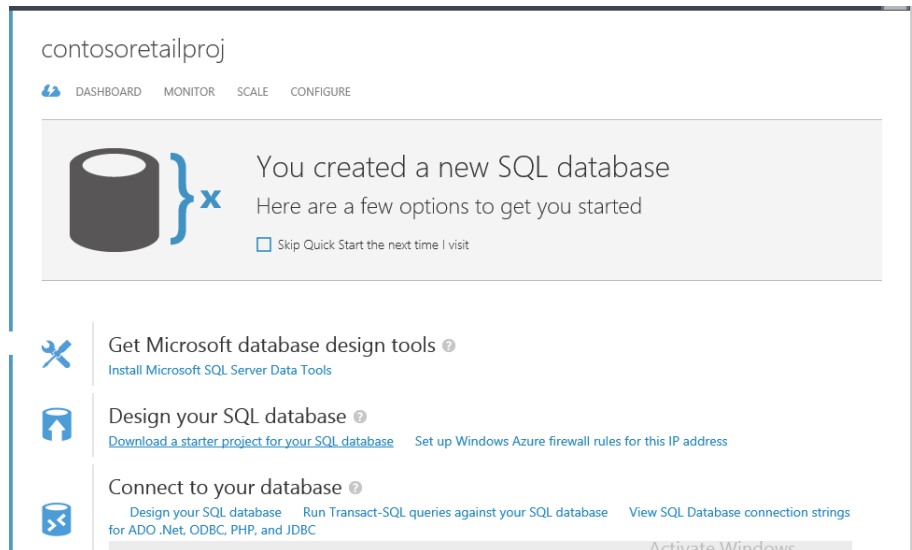 contosoretailproj
DASHBOARD MONITOR SCALE CONFIGURE
You created a new SQL database
Here are a few options to get you started
Skip Quick Start the next time I visit
Get Microsoft database design tools ?
Install Microsoft SQL Server Data Tools
Design your SQL database ?
Download a starter project for your SQL database Set up Windows Azure firewall rules for this IP address
Connect to your database ?
Design your SQL database Run Transact-SQL queries against your SQL database View SQL Database connection strings
for ADO .Net, ODBC, PHP, and JDBC
Activate Windows